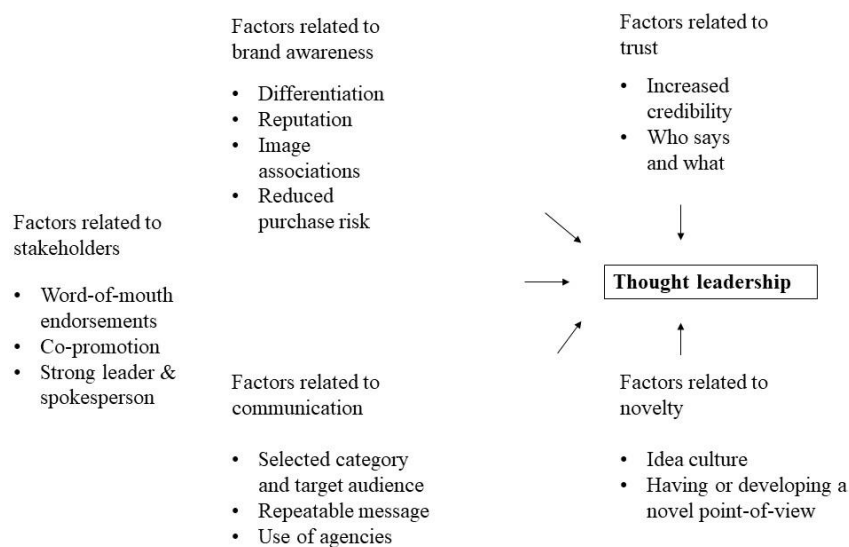 Factors related to
brand awareness
• Differentiation
• Reputation
• Image
associations
• Reduced
purchase risk
Factors related to
trust
• Increased
credibility
• Who says
and what
Factors related to
stakeholders
• Word-of-mouth
endorsements
• Co-promotion
• Strong leader &
spokesperson
Thought leadership
Factors related to
communication
• Selected category
and target audience
• Repeatable message
• Use of agencies
Factors related to
novelty
• Idea culture
• Having or developing a
novel point-of-view